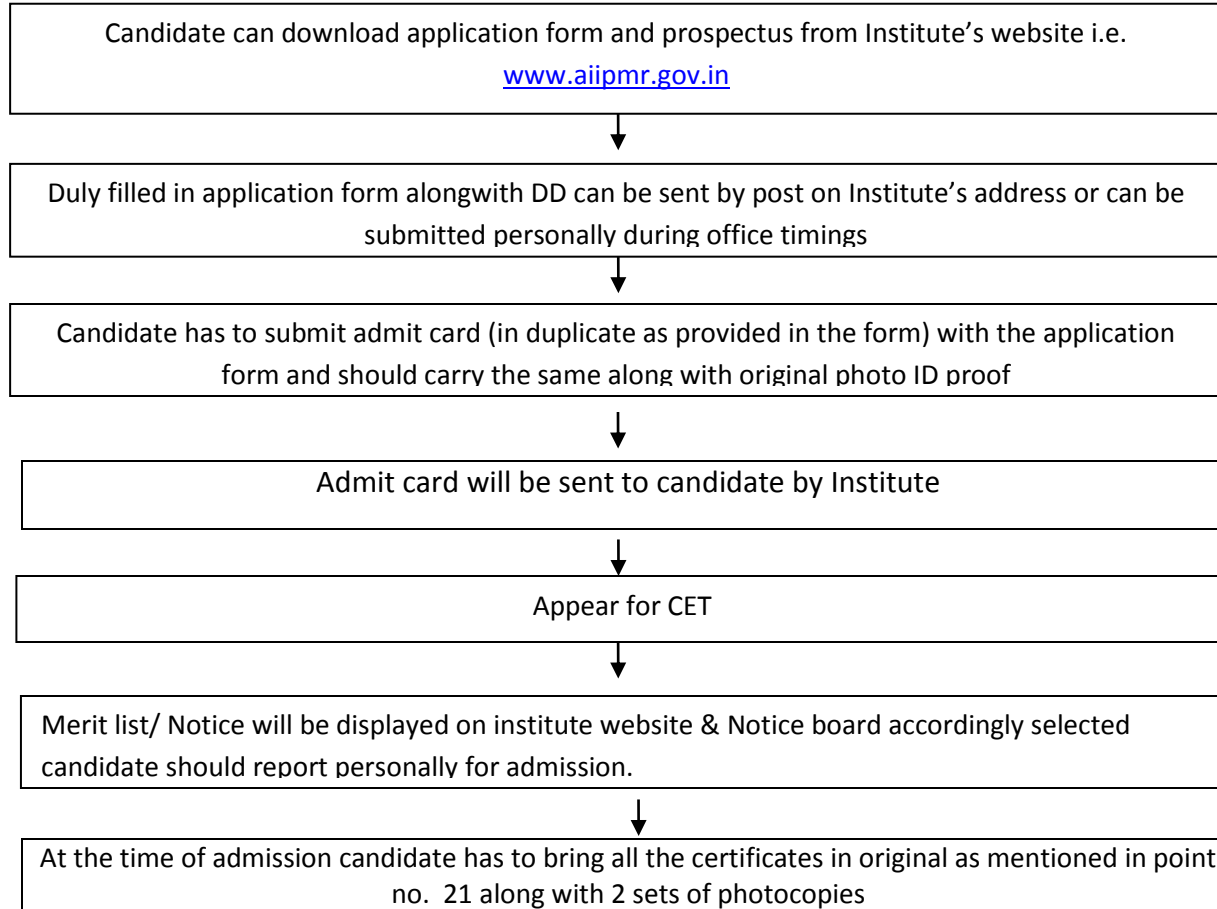 Candidate can download application form and prospectus from Institute’s website i.e.
www.aiipmr.gov.in
Duly filled in application form alongwith DD can be sent by post on Institute’s address or can be
submitted personally during office timings
Candidate has to submit admit card (in duplicate as provided in the form) with the application
form and should carry the same along with original photo ID proof
Admit card will be sent to candidate by Institute
Appear for CET
Merit list/ Notice will be displayed on institute website & Notice board accordingly selected
candidate should report personally for admission.
At the time of admission candidate has to bring all the certificates in original as mentioned in point
no. 21 along with 2 sets of photocopies